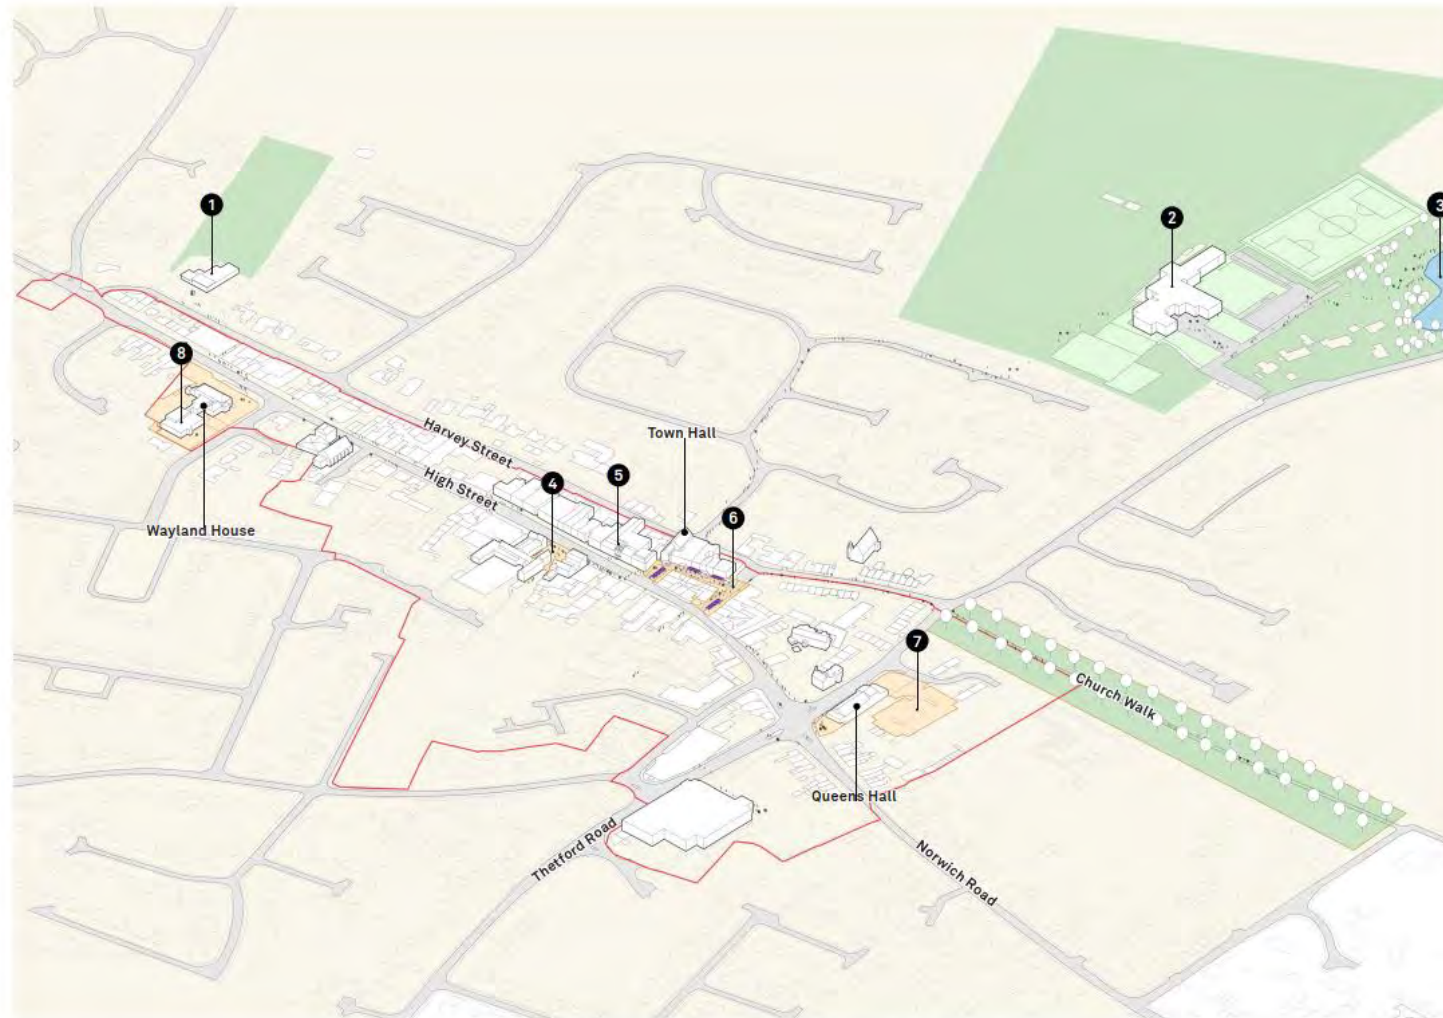 1
2
3
8
Harvey Street
Town Hall
High Street
4
5
6
Wayland House
7
Church Walk
Queens Hall
Thetford Road
Norwich Road